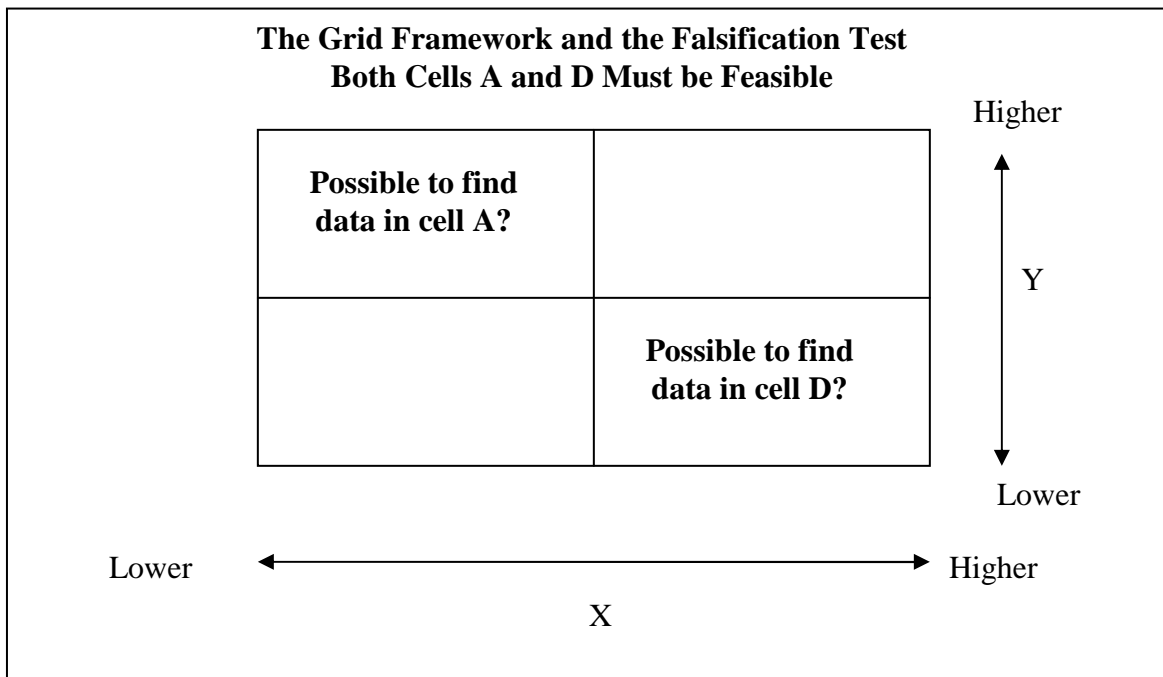 The Grid Framework and the Falsification Test
Both Cells A and D Must be Feasible
Higher
Possible to find
data in cell A?
Y
Possible to find
data in cell D?
Lower
Lower
Higher
X